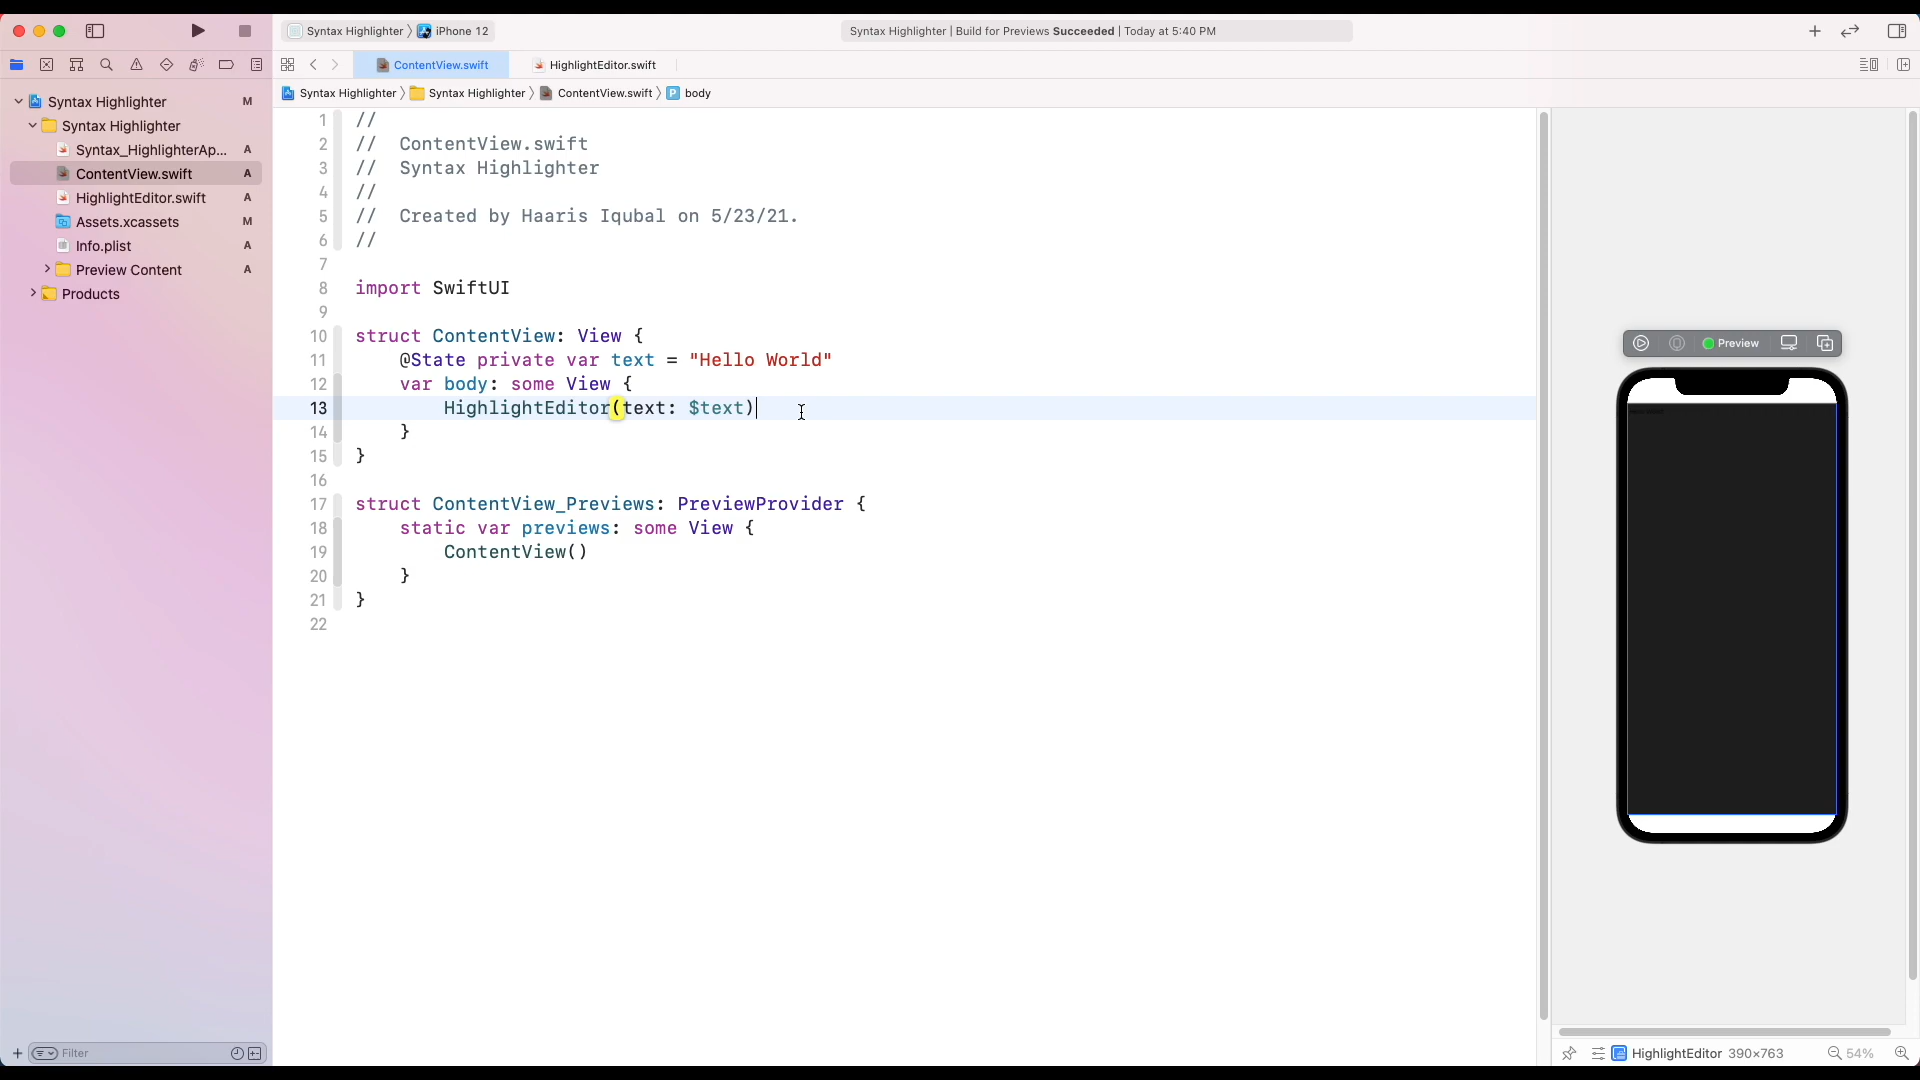 Syntax Highlighter 〉 iPhone 12
Syntax Highlighter | Build for Previews Succeeded | Today at 5:40 PM
ContentView.swift
HighlightEditor.swift
Syntax Highlighter 〉 Syntax Highlighter 〉 ContentView.swift 〉 P body
Syntax Highlighter M
Syntax Highlighter
Syntax_HighlighterAp... A
ContentView.swift A
HighlightEditor.swift A
Assets.xcassets M
Info.plist A
Preview Content A
Products
1 //
2 //  ContentView.swift
3 //  Syntax Highlighter
4 //
5 //  Created by Haaris Iqubal on 5/23/21.
6 //
7
8 import SwiftUI
9
10 struct ContentView: View {
11     @State private var text = "Hello World"
12     var body: some View {
13         HighlightEditor(text: $text)
14     }
15 }
16
17 struct ContentView_Previews: PreviewProvider {
18     static var previews: some View {
19         ContentView()
20     }
21 }
22
Preview
Filter
HighlightEditor 390×763
54%